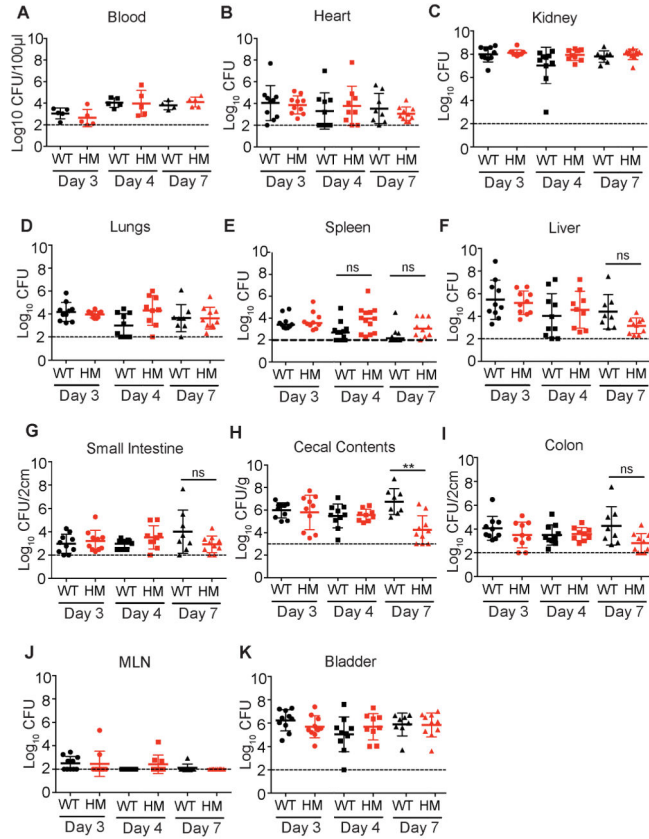 A Blood
Log10 CFU/100μl
10
8
6
4
2
0
WT HM WT HM WT HM
Day 3 Day 4 Day 7
B Heart
Log10 CFU
10
8
6
4
2
0
WT HM WT HM WT HM
Day 3 Day 4 Day 7
C Kidney
Log10 CFU
10
8
6
4
2
0
WT HM WT HM WT HM
Day 3 Day 4 Day 7
D Lungs
Log10 CFU
10
8
6
4
2
0
WT HM WT HM WT HM
Day 3 Day 4 Day 7
E Spleen
Log10 CFU
10
8
6
4
2
0
ns ns
WT HM WT HM WT HM
Day 3 Day 4 Day 7
F Liver
Log10 CFU
10
8
6
4
2
0
ns
WT HM WT HM WT HM
Day 3 Day 4 Day 7
G Small Intestine
Log10 CFU/2cm
10
8
6
4
2
0
ns
WT HM WT HM WT HM
Day 3 Day 4 Day 7
H Cecal Contents
Log10 CFU/g
10
8
6
4
2
0
**
WT HM WT HM WT HM
Day 3 Day 4 Day 7
I Colon
Log10 CFU/2cm
10
8
6
4
2
0
ns
WT HM WT HM WT HM
Day 3 Day 4 Day 7
J MLN
Log10 CFU
10
8
6
4
2
0
WT HM WT HM WT HM
Day 3 Day 4 Day 7
K Bladder
Log10 CFU
10
8
6
4
2
0
WT HM WT HM WT HM
Day 3 Day 4 Day 7